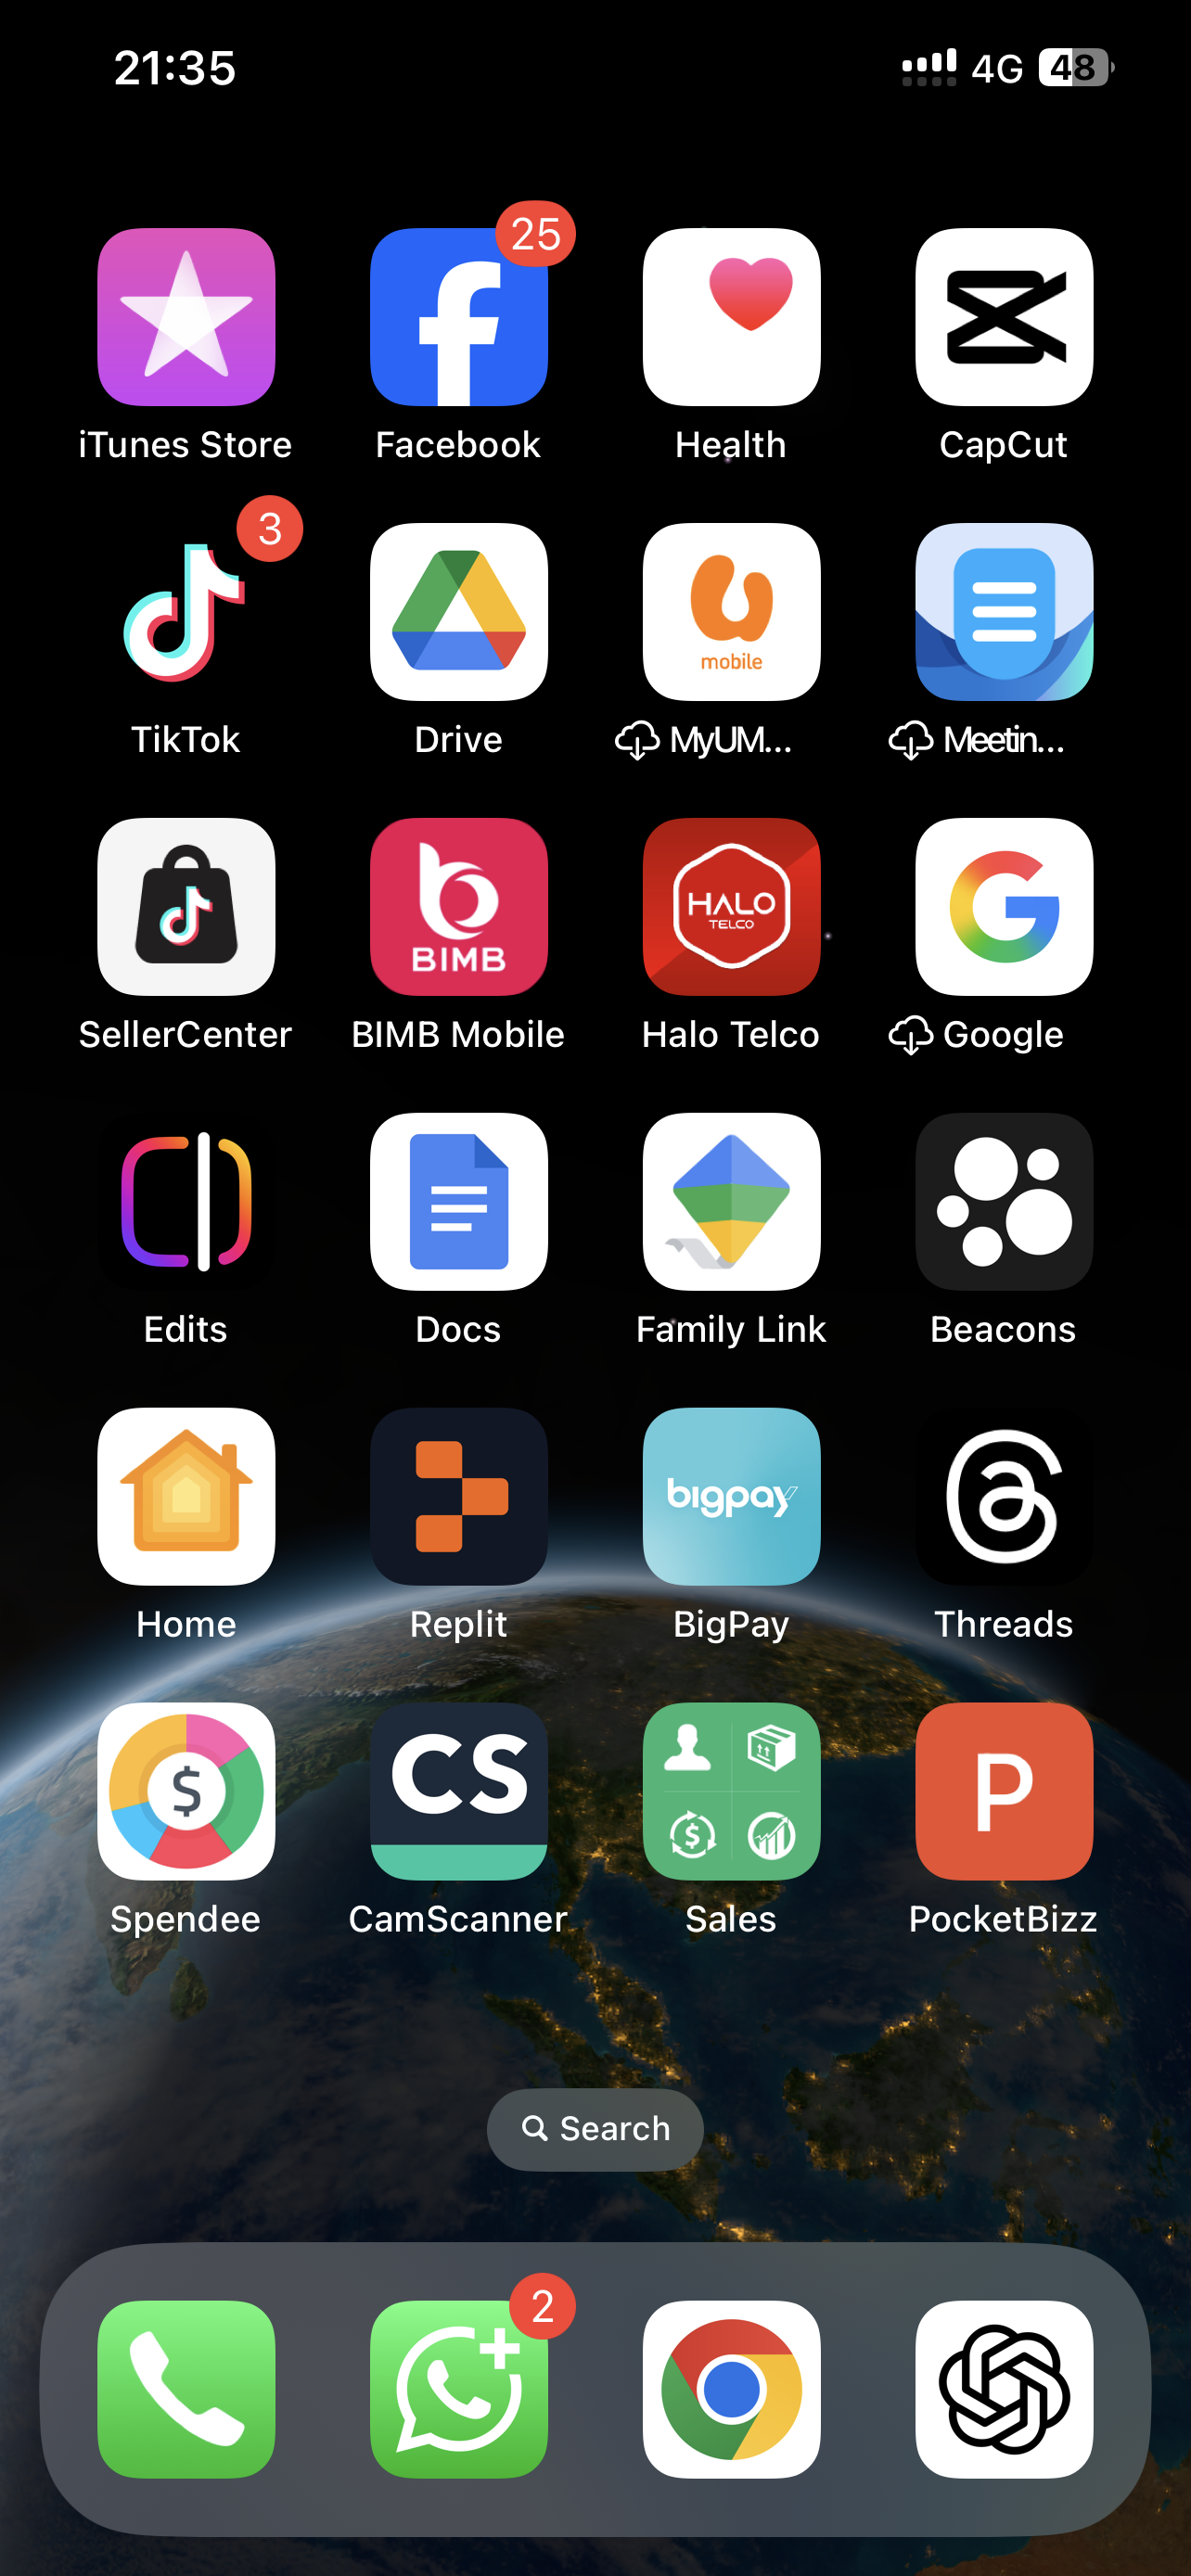 21:35 4G 48
25
iTunes Store Facebook Health CapCut
3
mobile
TikTok Drive MyUM... Meetin...
BIMB HALO TELCO
SellerCenter BIMB Mobile Halo Telco Google
Edits Docs Family Link Beacons
bigpay
Home Replit BigPay Threads
$ CS $ P
Spendee CamScanner Sales PocketBizz
Search
2